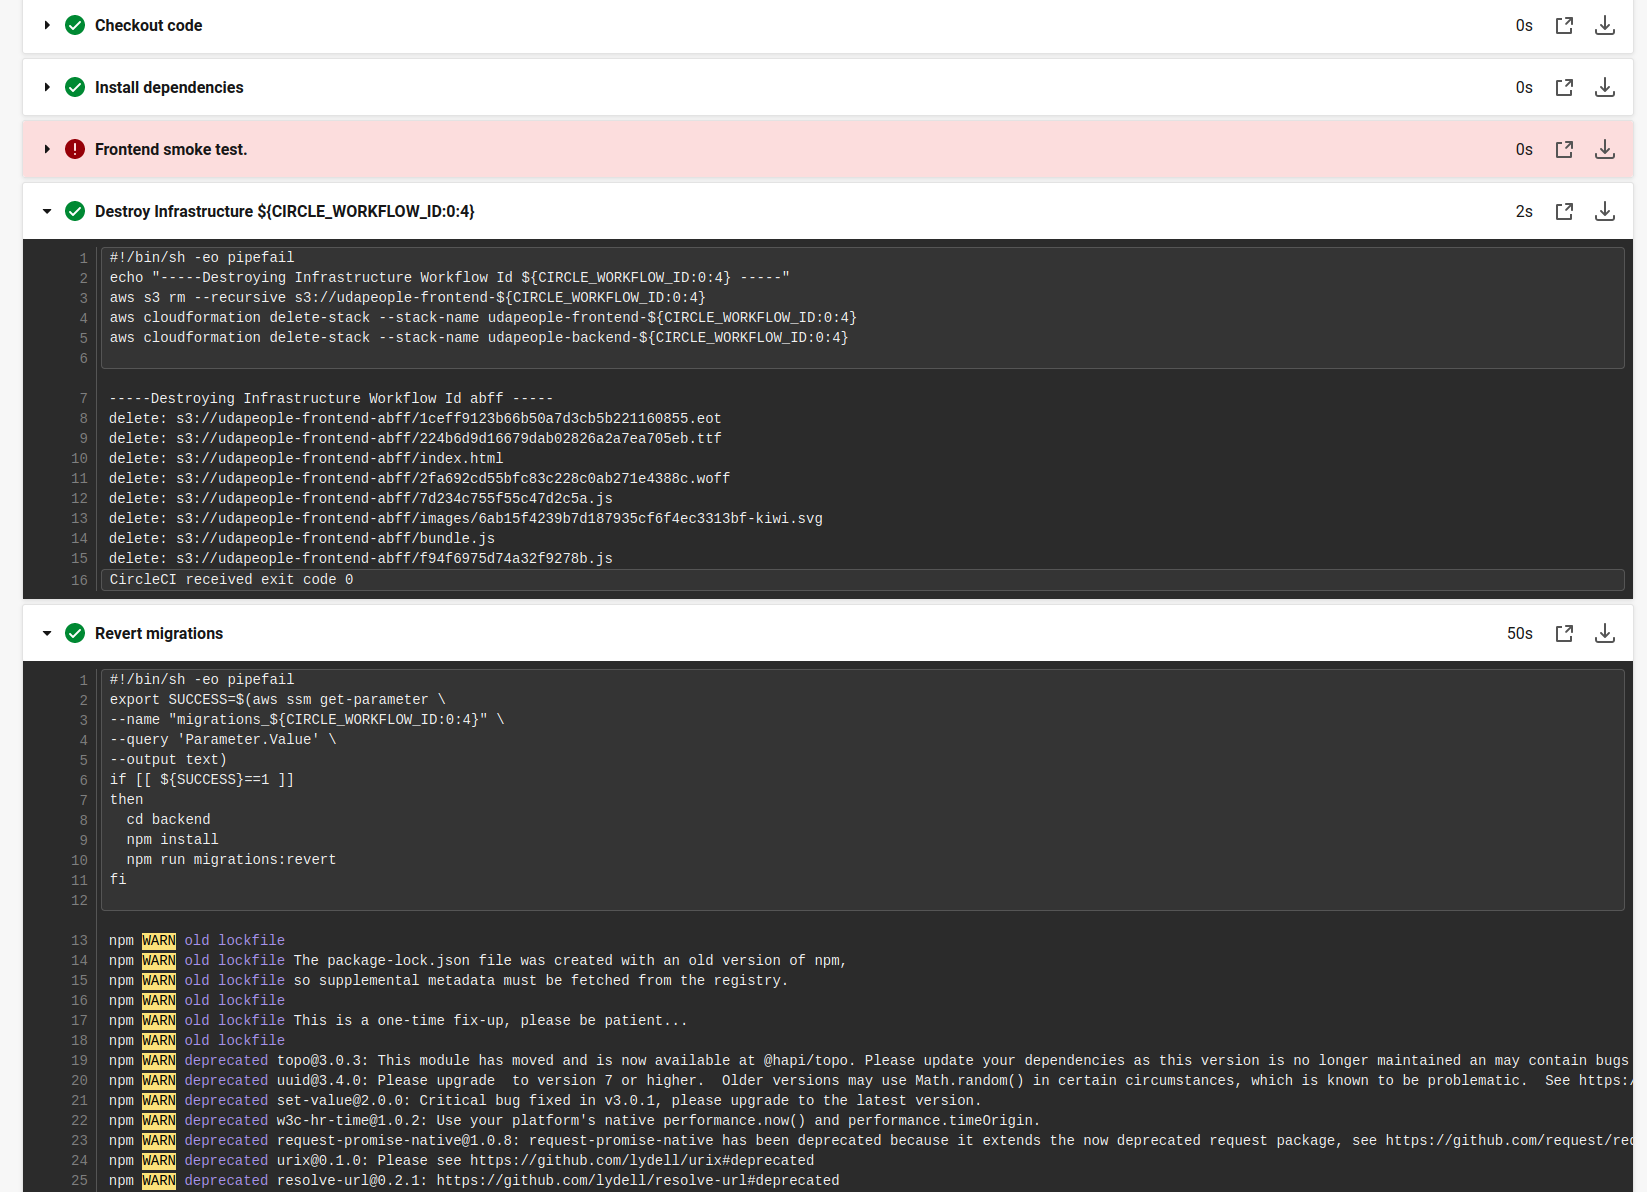 Checkout code 0s
Install dependencies 0s
Frontend smoke test. 0s
Destroy Infrastructure ${CIRCLE_WORKFLOW_ID:0:4} 2s
1 #!/bin/sh -eo pipefail
2 echo "-----Destroying Infrastructure Workflow Id ${CIRCLE_WORKFLOW_ID:0:4} -----"
3 aws s3 rm --recursive s3://udapeople-frontend-${CIRCLE_WORKFLOW_ID:0:4}
4 aws cloudformation delete-stack --stack-name udapeople-frontend-${CIRCLE_WORKFLOW_ID:0:4}
5 aws cloudformation delete-stack --stack-name udapeople-backend-${CIRCLE_WORKFLOW_ID:0:4}
6
7 -----Destroying Infrastructure Workflow Id abff -----
8 delete: s3://udapeople-frontend-abff/1ceff9123b66b50a7d3cb5b221160855.eot
9 delete: s3://udapeople-frontend-abff/224b6d9d16679dab02826a2a7ea705eb.ttf
10 delete: s3://udapeople-frontend-abff/index.html
11 delete: s3://udapeople-frontend-abff/2fa692cd55bfc83c228c0ab271e4388c.woff
12 delete: s3://udapeople-frontend-abff/7d234c755f55c47d2c5a.js
13 delete: s3://udapeople-frontend-abff/images/6ab15f4239b7d187935cf6f4ec3313bf-kiwi.svg
14 delete: s3://udapeople-frontend-abff/bundle.js
15 delete: s3://udapeople-frontend-abff/f94f6975d74a32f9278b.js
16 CircleCI received exit code 0
Revert migrations 50s
1 #!/bin/sh -eo pipefail
2 export SUCCESS=$(aws ssm get-parameter \
3 --name "migrations_${CIRCLE_WORKFLOW_ID:0:4}" \
4 --query 'Parameter.Value' \
5 --output text)
6 if [[ ${SUCCESS}==1 ]]
7 then
8 cd backend
9 npm install
10 npm run migrations:revert
11 fi
12
13 npm WARN old lockfile
14 npm WARN old lockfile The package-lock.json file was created with an old version of npm,
15 npm WARN old lockfile so supplemental metadata must be fetched from the registry.
16 npm WARN old lockfile
17 npm WARN old lockfile This is a one-time fix-up, please be patient...
18 npm WARN old lockfile
19 npm WARN deprecated topo@3.0.3: This module has moved and is now available at @hapi/topo. Please update your dependencies as this version is no longer maintained an may contain bugs
20 npm WARN deprecated uuid@3.4.0: Please upgrade  to version 7 or higher.  Older versions may use Math.random() in certain circumstances, which is known to be problematic.  See https:/
21 npm WARN deprecated set-value@2.0.0: Critical bug fixed in v3.0.1, please upgrade to the latest version.
22 npm WARN deprecated w3c-hr-time@1.0.2: Use your platform's native performance.now() and performance.timeOrigin.
23 npm WARN deprecated request-promise-native@1.0.8: request-promise-native has been deprecated because it extends the now deprecated request package, see https://github.com/request/rec
24 npm WARN deprecated urix@0.1.0: Please see https://github.com/lydell/urix#deprecated
25 npm WARN deprecated resolve-url@0.2.1: https://github.com/lydell/resolve-url#deprecated